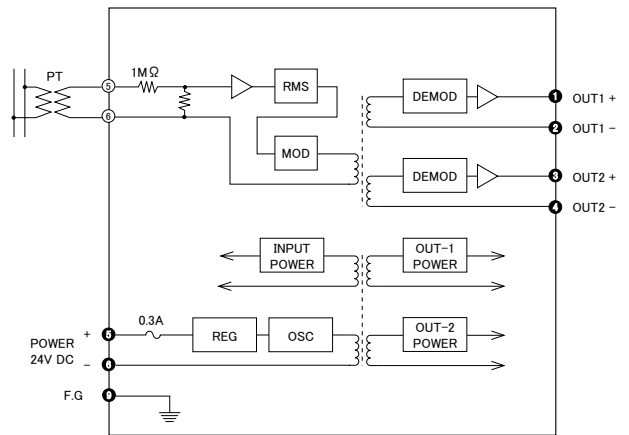 PT
5
1MΩ
RMS
DEMOD
1
OUT1 +
6
2
OUT1 −
MOD
DEMOD
3
OUT2 +
4
OUT2 −
INPUT
POWER
OUT-1
POWER
POWER
24V DC
+
5
0.3A
REG
OSC
OUT-2
POWER
−
6
F.G
9